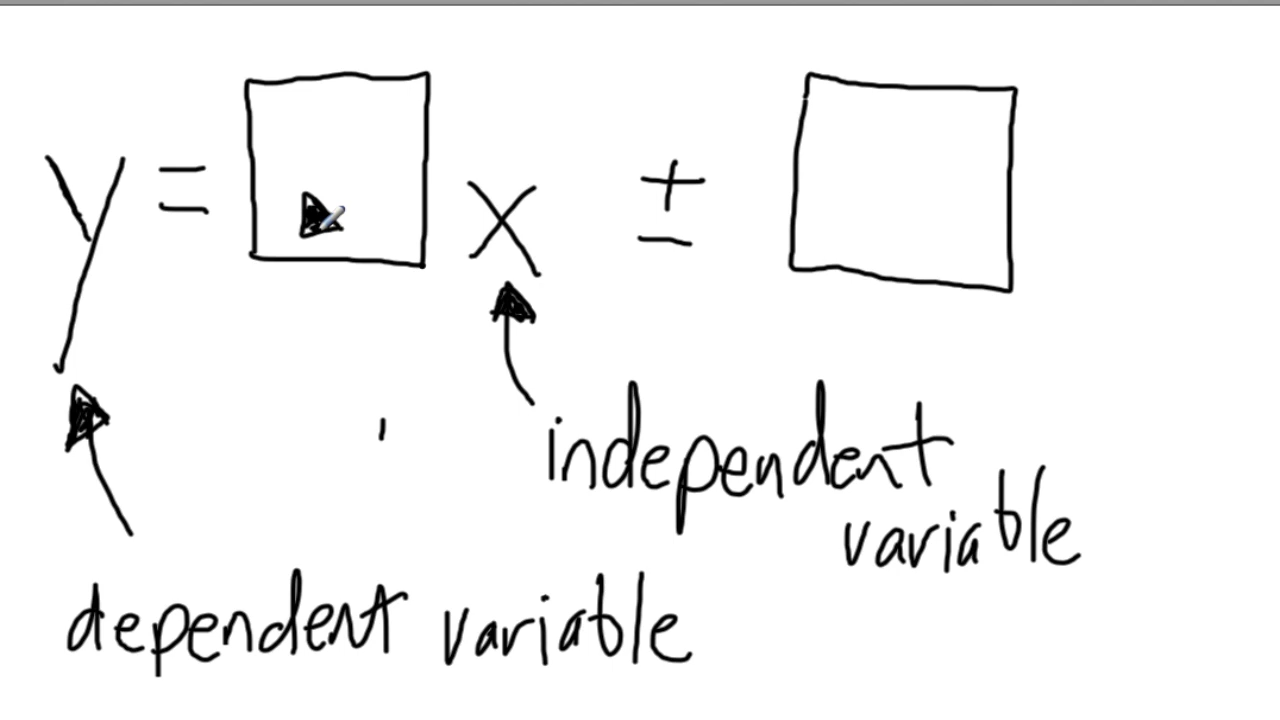 y = x ±
independent
variable
dependent variable